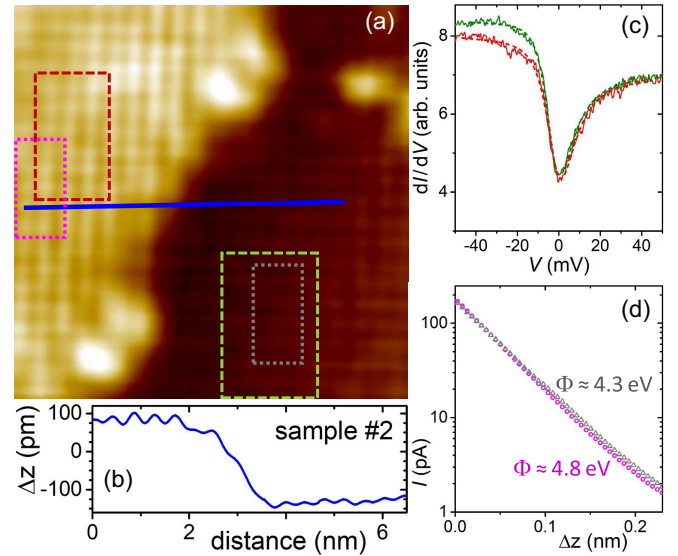 (a)
(c)
dI/dV (arb. units)
8
6
4
-40 -20 0 20 40
V (mV)
100
0
-100
Δz (pm)
(b)
sample #2
0 2 4 6
distance (nm)
(d)
100
10
1
I (pA)
Φ ≈ 4.3 eV
Φ ≈ 4.8 eV
0.0 0.1 0.2
Δz (nm)